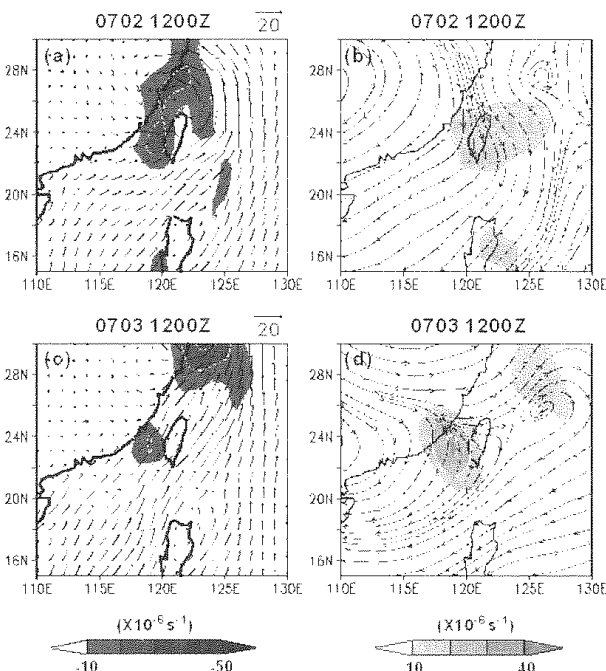 0702 1200Z 20 0702 1200Z
(a) (b)
28N 28N
24N 24N
20N 20N
16N 16N
110E 115E 120E 125E 130E 110E 115E 120E 125E 130E
0703 1200Z 20 0703 1200Z
(c) (d)
28N 28N
24N 24N
20N 20N
16N 16N
110E 115E 120E 125E 130E 110E 115E 120E 125E 130E
(X10⁻⁶s⁻¹) (X10⁻⁶s⁻¹)
-10 -50 10 40